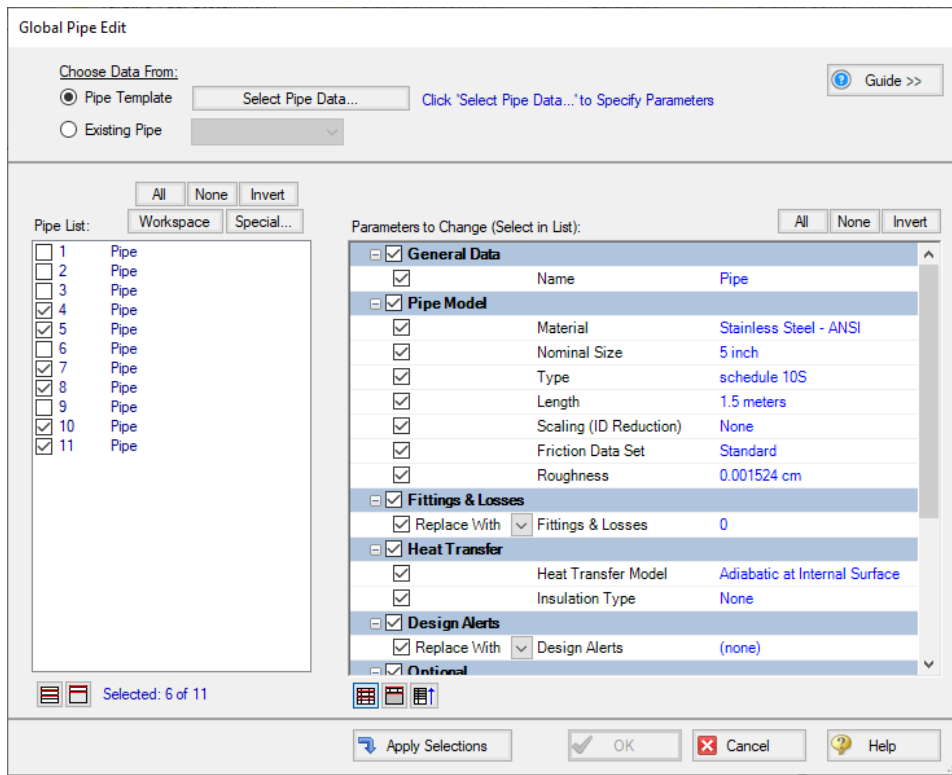 Global Pipe Edit
Choose Data From:
Pipe Template Select Pipe Data... Click 'Select Pipe Data...' to Specify Parameters Guide >>
Existing Pipe
All None Invert
Pipe List: Workspace Special... Parameters to Change (Select in List): All None Invert
1 Pipe
2 Pipe
3 Pipe
4 Pipe
5 Pipe
6 Pipe
7 Pipe
8 Pipe
9 Pipe
10 Pipe
11 Pipe
General Data
Name Pipe
Pipe Model
Material Stainless Steel - ANSI
Nominal Size 5 inch
Type schedule 10S
Length 1.5 meters
Scaling (ID Reduction) None
Friction Data Set Standard
Roughness 0.001524 cm
Fittings & Losses
Replace With Fittings & Losses 0
Heat Transfer
Heat Transfer Model Adiabatic at Internal Surface
Insulation Type None
Design Alerts
Replace With Design Alerts (none)
Optional
Selected: 6 of 11
Apply Selections OK Cancel Help